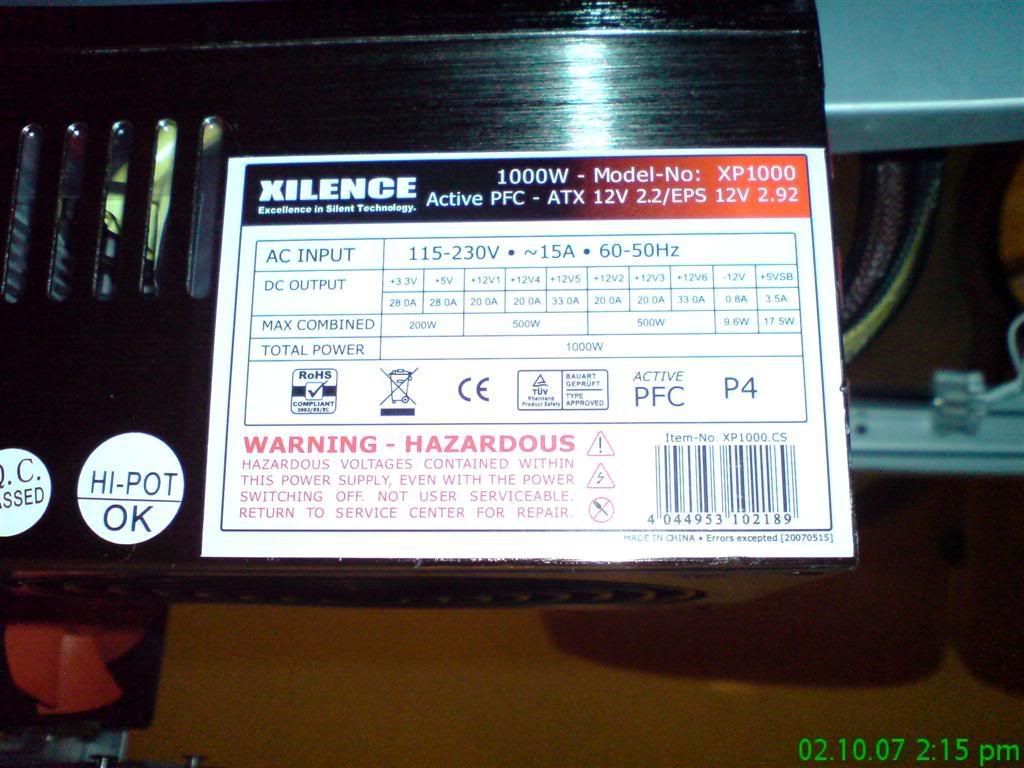 XILENCE
Excellence in Silent Technology.
1000W - Model-No: XP1000
Active PFC - ATX 12V 2.2/EPS 12V 2.92
AC INPUT 115-230V • ~15A • 60-50Hz
DC OUTPUT +3.3V +5V +12V1 +12V4 +12V5 +12V2 +12V3 +12V6 -12V +5VSB
28.0A 28.0A 20.0A 20.0A 33.0A 20.0A 20.0A 33.0A 0.8A 3.5A
MAX COMBINED 200W 500W 500W 9.6W 17.5W
TOTAL POWER 1000W
RoHS
COMPLIANT
2002/95/EC
CE
TÜV
Rheinland
Product Safety
BAUART
GEPRÜFT
TYPE
APPROVED
ACTIVE
PFC
P4
WARNING - HAZARDOUS
HAZARDOUS VOLTAGES CONTAINED WITHIN
THIS POWER SUPPLY, EVEN WITH THE POWER
SWITCHING OFF. NOT USER SERVICEABLE.
RETURN TO SERVICE CENTER FOR REPAIR.
Item-No. XP1000.CS
4 044953 102189
MADE IN CHINA • Errors excepted [20070515]
Q.C.
ASSED
HI-POT
OK
02.10.07 2:15 pm